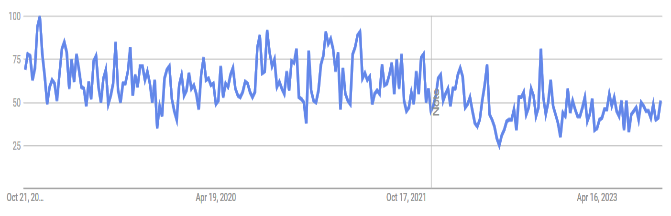 100
75
50
25
Note
Oct 21, 20...
Apr 19, 2020
Oct 17, 2021
Apr 16, 2023